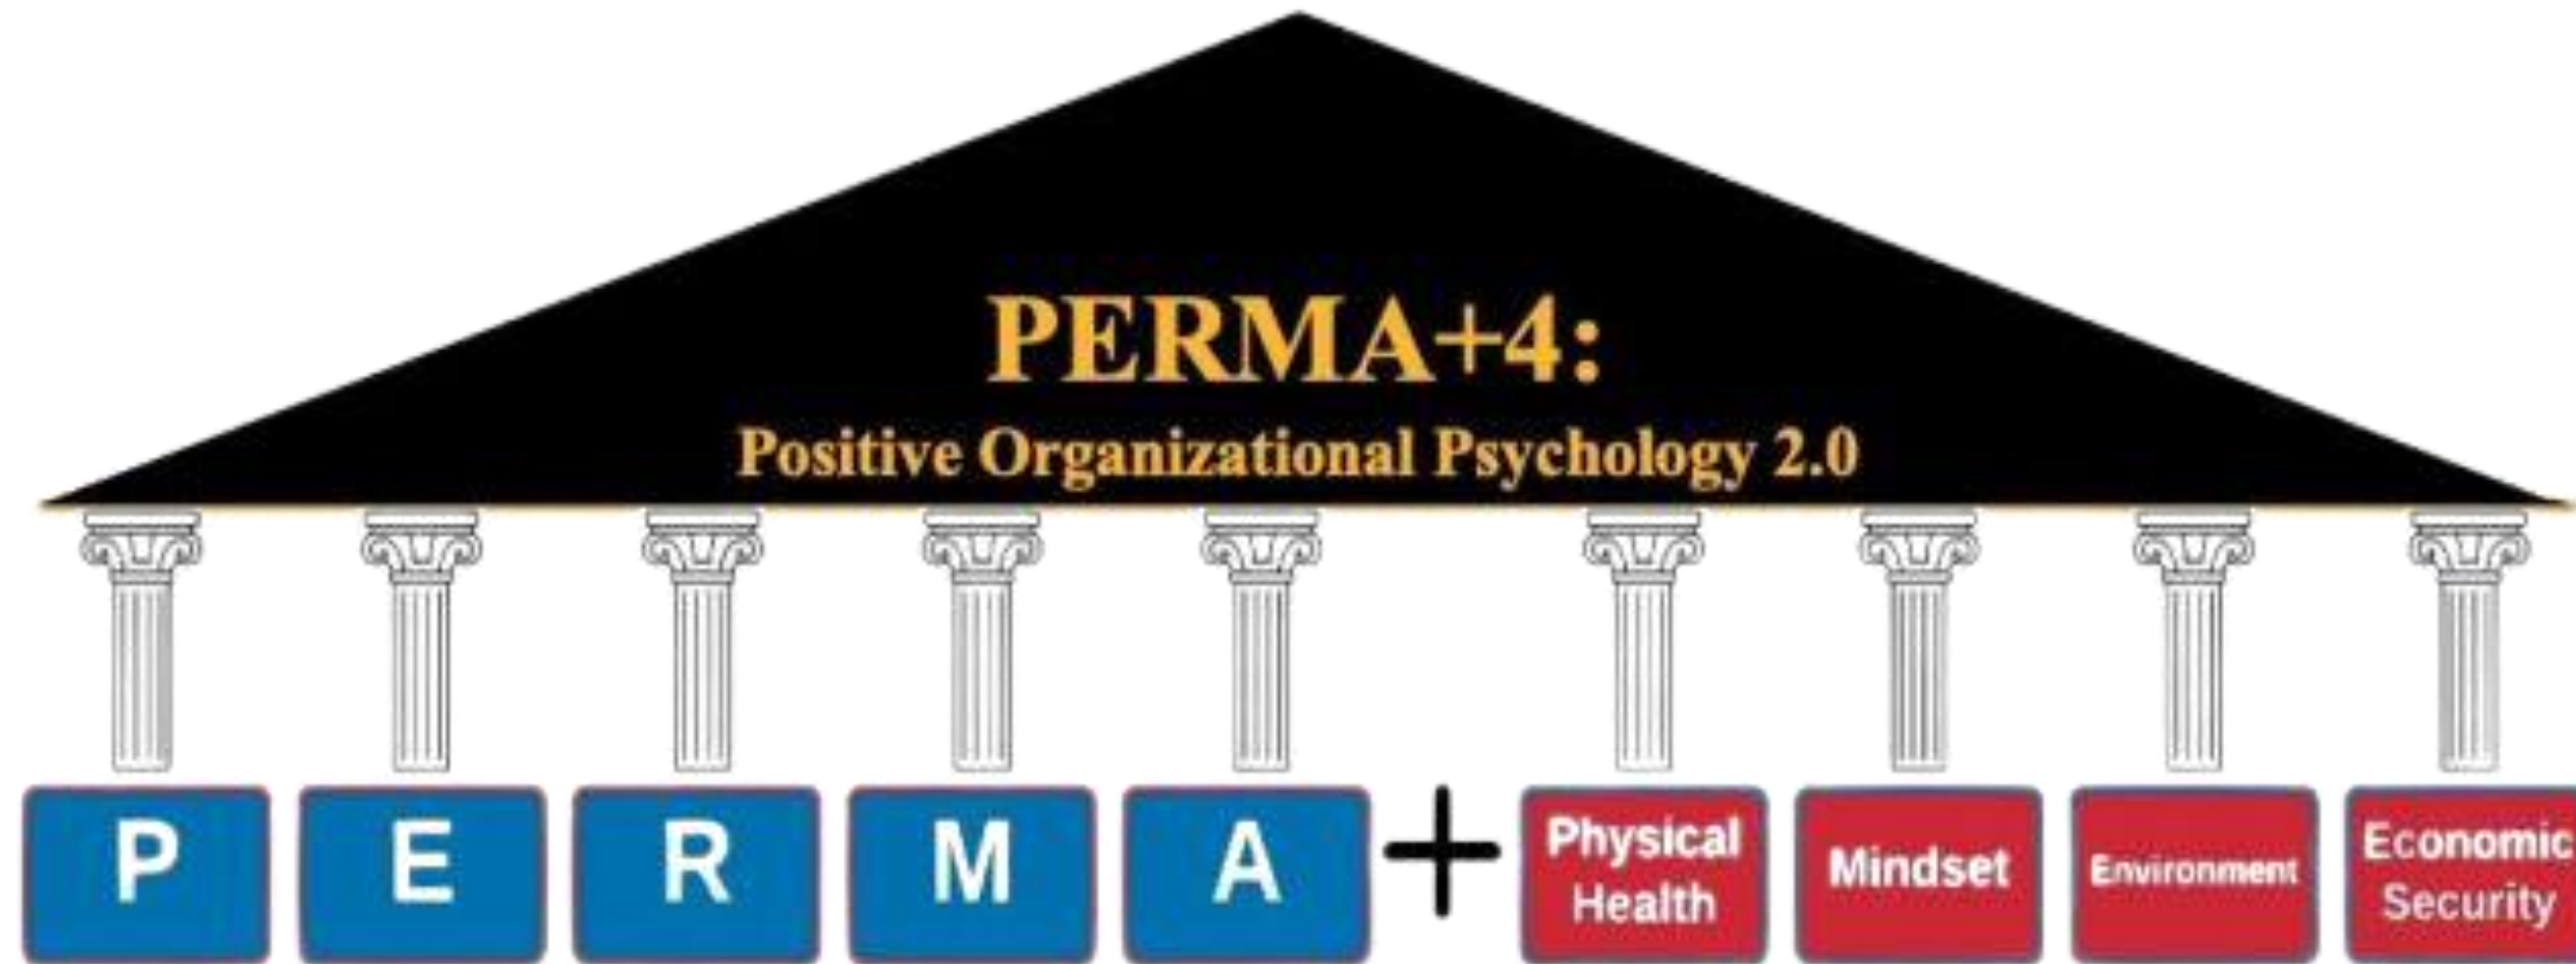 PERMA+4:
Positive Organizational Psychology 2.0
P
E
R
M
A
+
Physical
Health
Mindset
Environment
Economic
Security